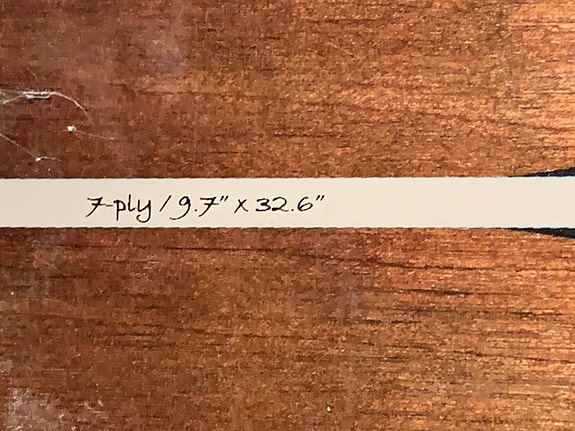 7-ply / 9.7" X 32.6"